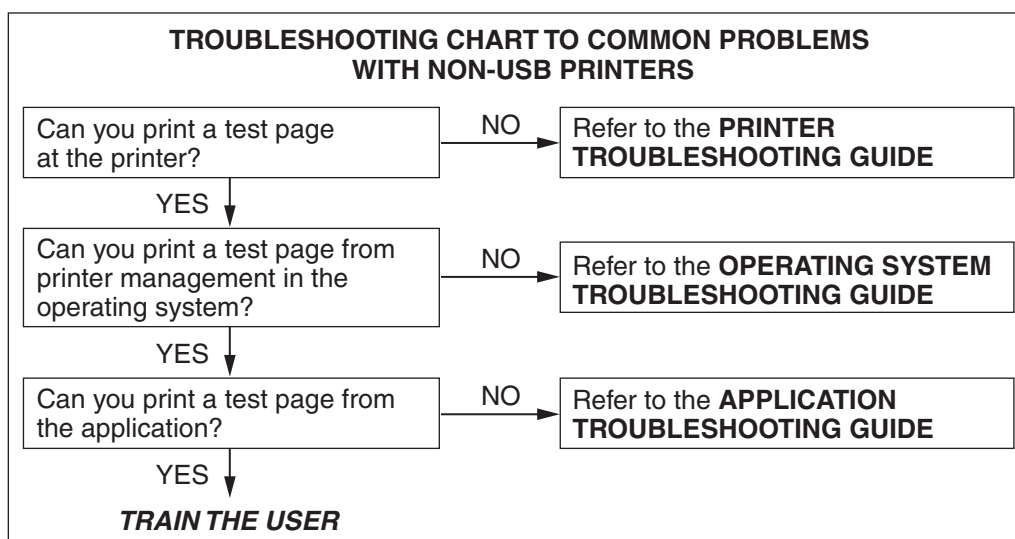 TROUBLESHOOTING CHART TO COMMON PROBLEMS
WITH NON-USB PRINTERS
Can you print a test page
at the printer?
NO
Refer to the PRINTER
TROUBLESHOOTING GUIDE
YES
Can you print a test page from
printer management in the
operating system?
NO
Refer to the OPERATING SYSTEM
TROUBLESHOOTING GUIDE
YES
Can you print a test page from
the application?
NO
Refer to the APPLICATION
TROUBLESHOOTING GUIDE
YES
TRAIN THE USER